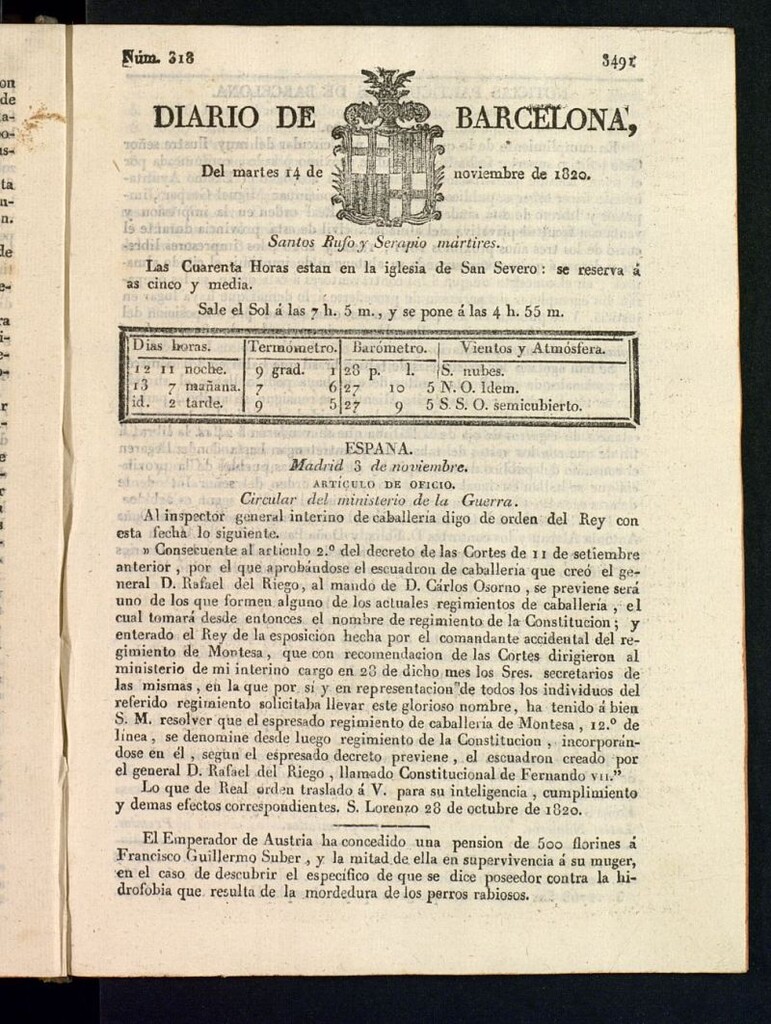 Núm. 318 3491
DIARIO DE BARCELONA,
Del martes 14 de noviembre de 1820.
Santos Rufo y Serapio mártires.
Las Cuarenta Horas estan en la iglesia de San Severo: se reserva á
as cinco y media.
Sale el Sol á las 7 h. 5 m., y se pone á las 4 h. 55 m.
Dias horas. Termómetro. Barómetro. Vientos y Atmósfera.
12 11 noche. 9 grad. 1 28 p. l. S. nubes.
13 7 mañana. 7 6 27 10 5 N. O. Idem.
id. 2 tarde. 9 5 27 9 5 S. S. O. semicubierto.
ESPAÑA.
Madrid 3 de noviembre.
ARTÍCULO DE OFICIO.
Circular del ministerio de la Guerra.
Al inspector general interino de caballería digo de orden del Rey con
esta fecha lo siguiente.
» Consecuente al artículo 2.º del decreto de las Cortes de 11 de setiembre
anterior, por el que aprobándose el escuadron de caballería que creó el ge-
neral D. Rafael del Riego, al mando de D. Cárlos Osorno, se previene será
uno de los que formen alguno de los actuales regimientos de caballería, el
cual tomará desde entonces el nombre de regimiento de la Constitucion; y
enterado el Rey de la esposicion hecha por el comandante accidental del re-
gimiento de Montesa, que con recomendacion de las Cortes dirigieron al
ministerio de mi interino cargo en 28 de dicho mes los Sres. secretarios de
las mismas, en la que por sí y en representacion de todos los individuos del
referido regimiento solicitaba llevar este glorioso nombre, ha tenido á bien
S. M. resolver que el espresado regimiento de caballería de Montesa, 12.º de
línea, se denomine desde luego regimiento de la Constitucion, incorporán-
dose en él, segun el espresado decreto previene, el escuadron creado por
el general D. Rafael del Riego, llamado Constitucional de Fernando VII."
Lo que de Real orden traslado á V. para su inteligencia, cumplimiento
y demas efectos correspondientes. S. Lorenzo 28 de octubre de 1820.
El Emperador de Austria ha concedido una pension de 500 florines á
Francisco Guillermo Suber, y la mitad de ella en supervivencia á su muger,
en el caso de descubrir el específico de que se dice poseedor contra la hi-
drofobia que resulta de la mordedura de los perros rabiosos.